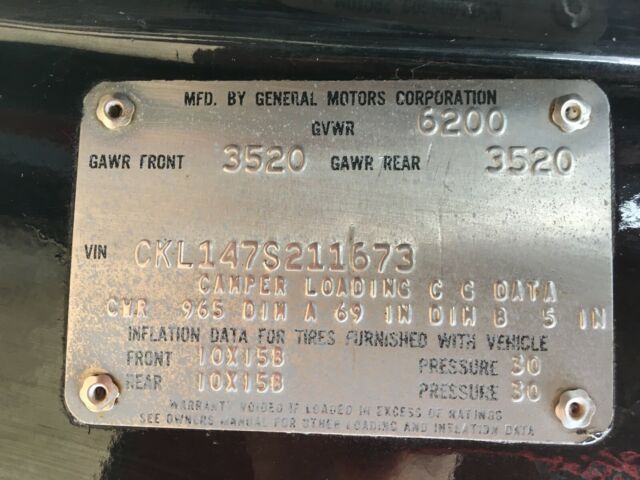 MFD. BY GENERAL MOTORS CORPORATION
GVWR 6200
GAWR FRONT 3520 GAWR REAR 3520
VIN CKL147S211673
CAMPER LOADING C G DATA
CWR 965 DIM A 69 IN DIM B 5 IN
INFLATION DATA FOR TIRES FURNISHED WITH VEHICLE
FRONT 10X15B PRESSURE 30
REAR 10X15B PRESSURE 30
WARRANTY VOIDED IF LOADED IN EXCESS OF RATINGS
SEE OWNERS MANUAL FOR OTHER LOADING AND INFLATION DATA